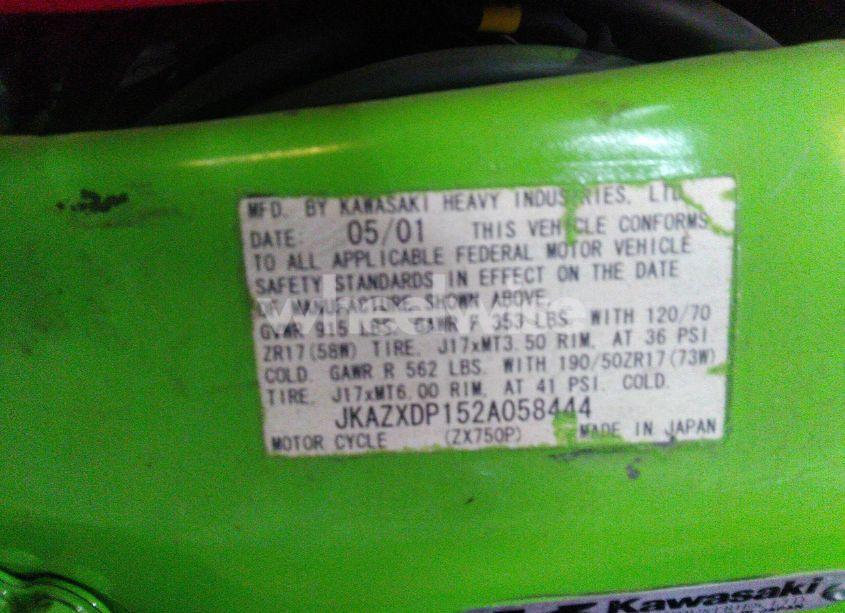 MFD. BY KAWASAKI HEAVY INDUSTRIES, LTD.
DATE: 05/01 THIS VEHICLE CONFORMS
TO ALL APPLICABLE FEDERAL MOTOR VEHICLE
SAFETY STANDARDS IN EFFECT ON THE DATE
OF MANUFACTURE SHOWN ABOVE.
GVWR 915 LBS. GAWR F 353 LBS. WITH 120/70
ZR17(58W) TIRE, J17xMT3.50 RIM, AT 36 PSI
COLD. GAWR R 562 LBS. WITH 190/50ZR17(73W)
TIRE, J17xMT6.00 RIM, AT 41 PSI. COLD.
JKAZXDP152A058444
MOTOR CYCLE (ZX750P) MADE IN JAPAN
wheelwise
Kawasaki